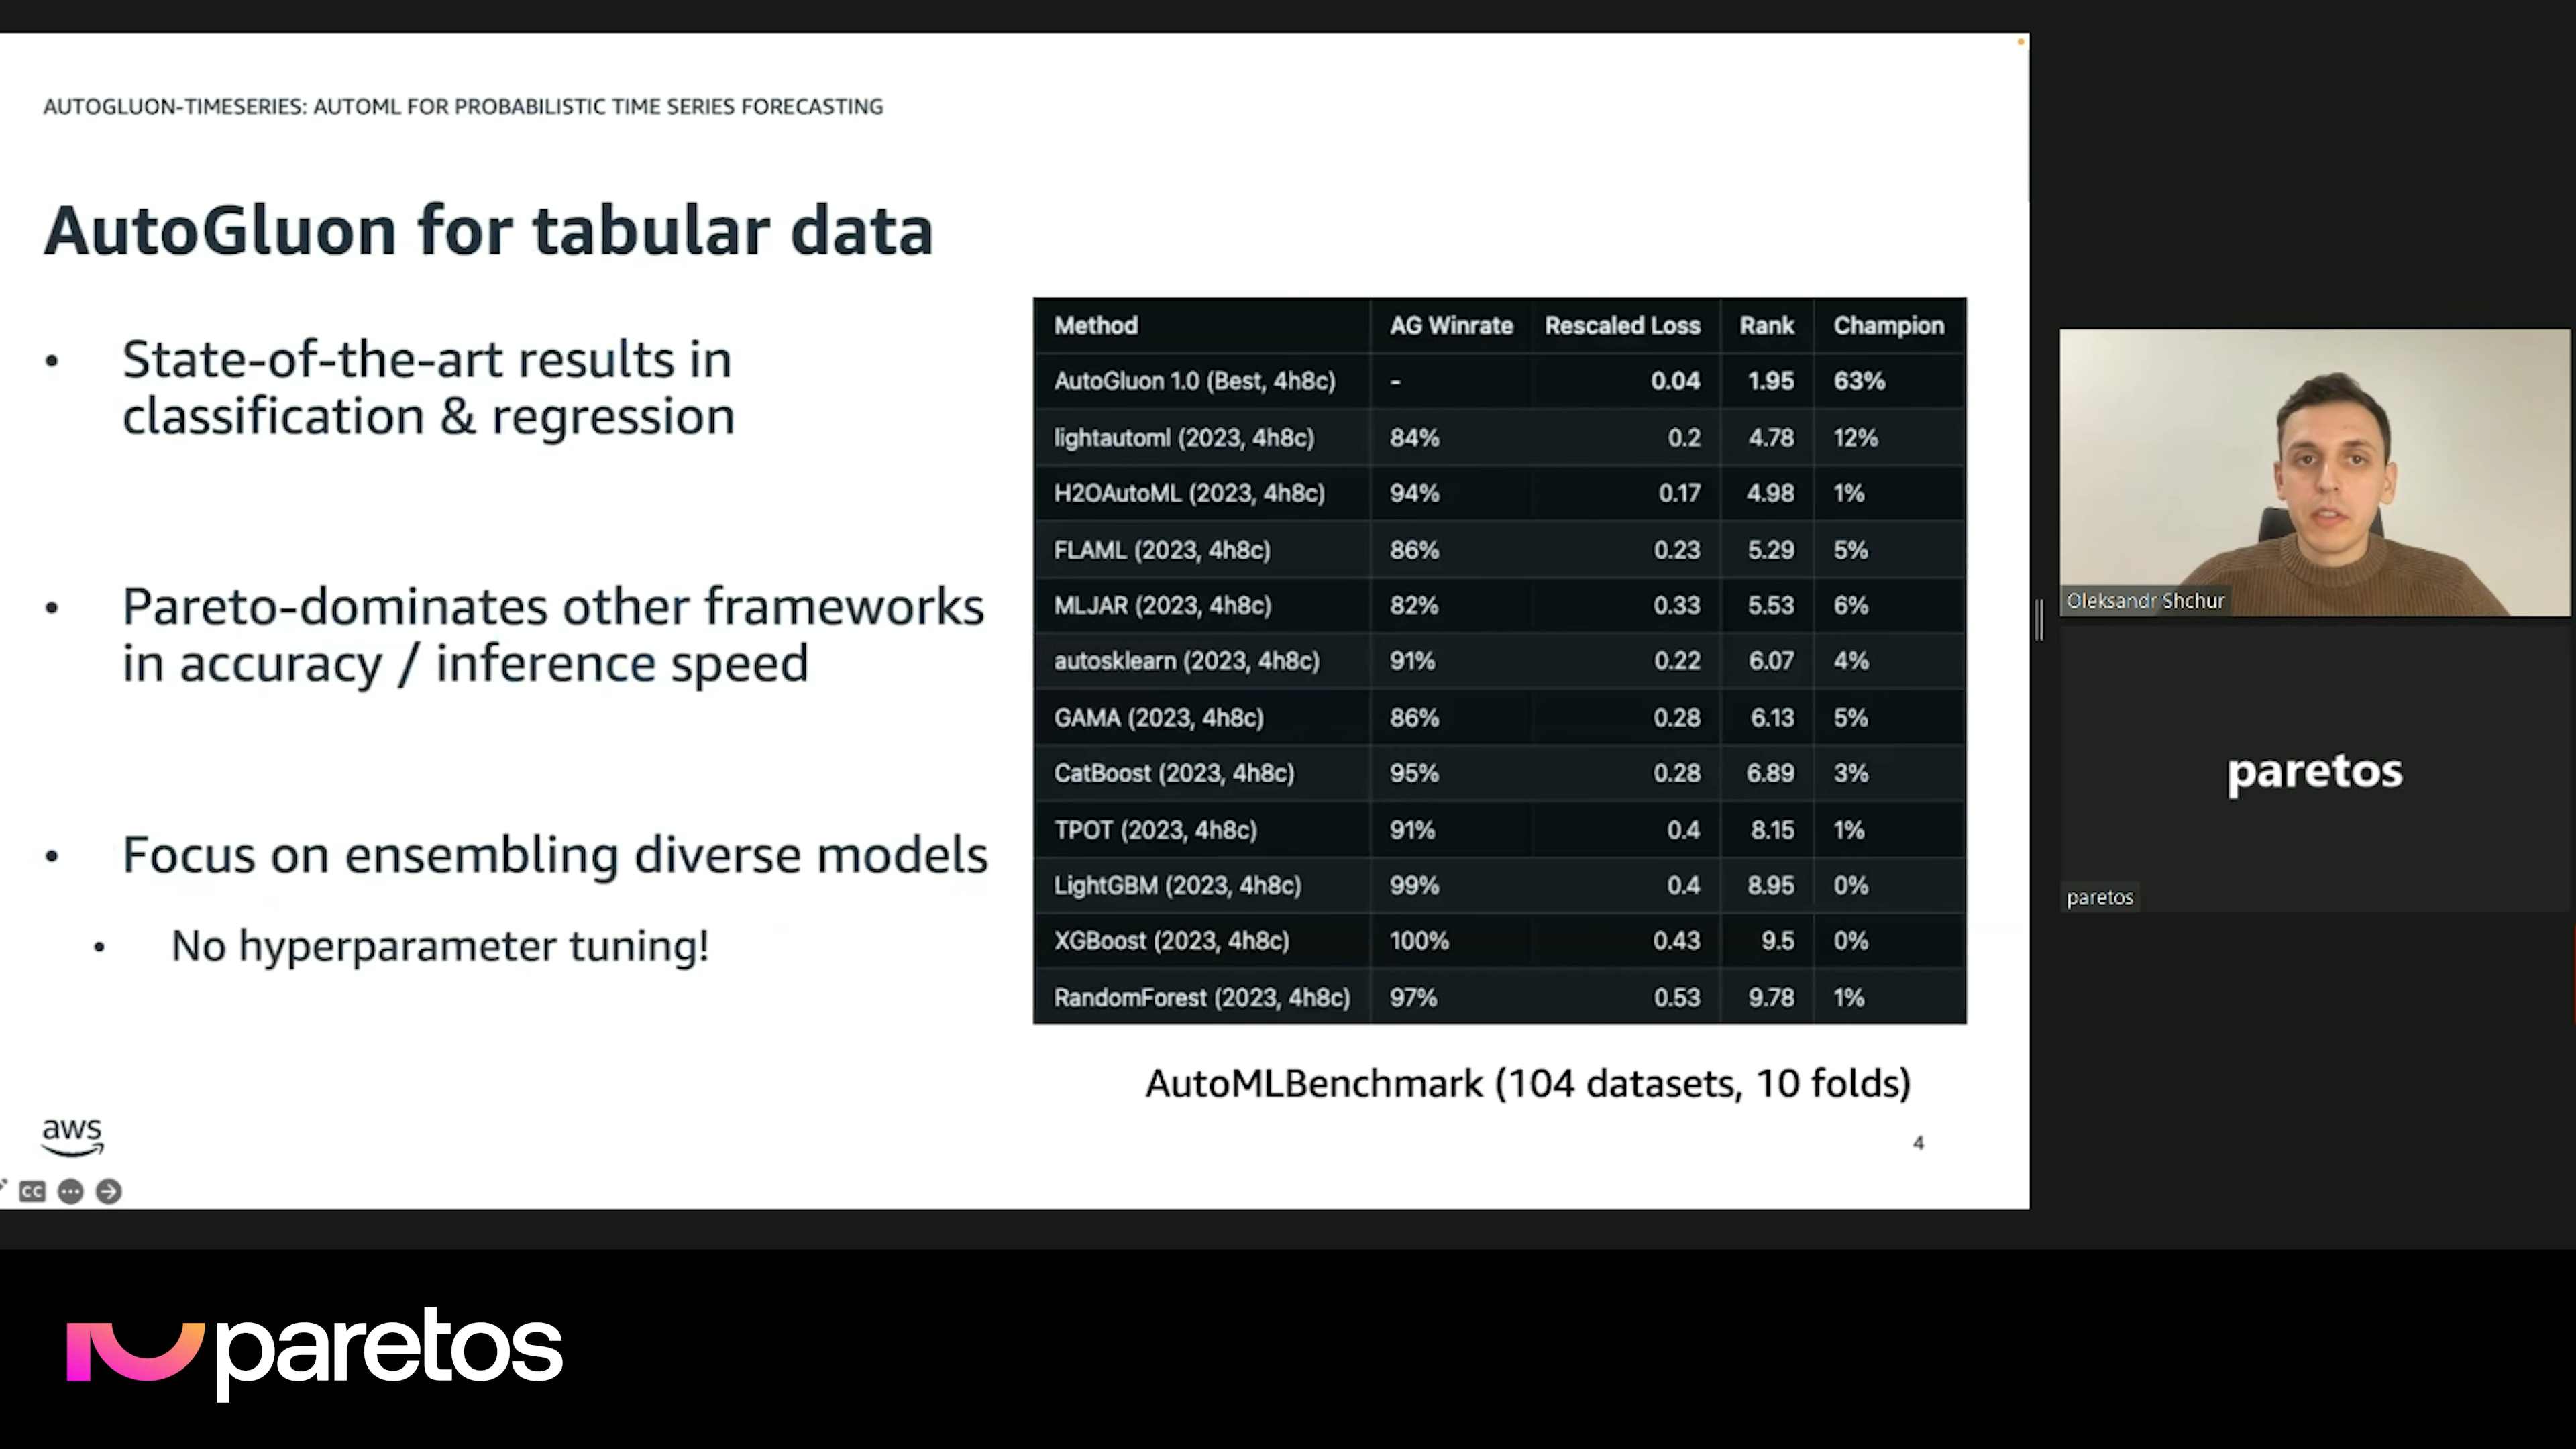 AUTOGLUON-TIMESERIES: AUTOML FOR PROBABILISTIC TIME SERIES FORECASTING
AutoGluon for tabular data
• State-of-the-art results in
classification & regression
• Pareto-dominates other frameworks
in accuracy / inference speed
• Focus on ensembling diverse models
• No hyperparameter tuning!
Method AG Winrate Rescaled Loss Rank Champion
AutoGluon 1.0 (Best, 4h8c) - 0.04 1.95 63%
lightautoml (2023, 4h8c) 84% 0.2 4.78 12%
H2OAutoML (2023, 4h8c) 94% 0.17 4.98 1%
FLAML (2023, 4h8c) 86% 0.23 5.29 5%
MLJAR (2023, 4h8c) 82% 0.33 5.53 6%
autosklearn (2023, 4h8c) 91% 0.22 6.07 4%
GAMA (2023, 4h8c) 86% 0.28 6.13 5%
CatBoost (2023, 4h8c) 95% 0.28 6.89 3%
TPOT (2023, 4h8c) 91% 0.4 8.15 1%
LightGBM (2023, 4h8c) 99% 0.4 8.95 0%
XGBoost (2023, 4h8c) 100% 0.43 9.5 0%
RandomForest (2023, 4h8c) 97% 0.53 9.78 1%
AutoMLBenchmark (104 datasets, 10 folds)
aws
4
CC
Oleksandr Shchur
paretos
paretos
paretos